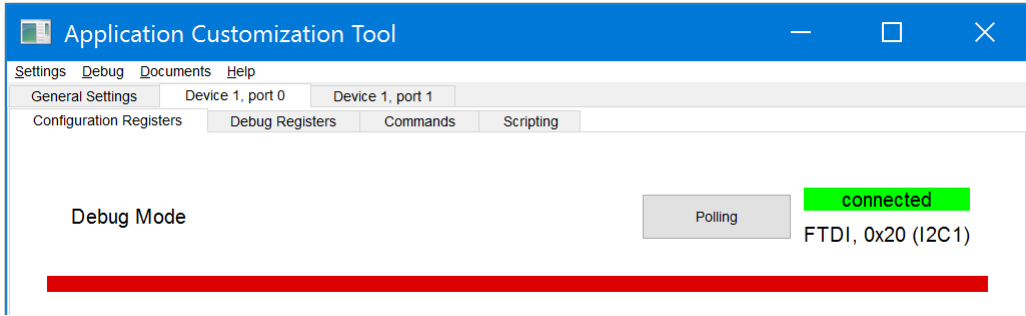 Application Customization Tool
Settings Debug Documents Help
General Settings Device 1, port 0 Device 1, port 1
Configuration Registers Debug Registers Commands Scripting
connected
Debug Mode Polling
FTDI, 0x20 (I2C1)